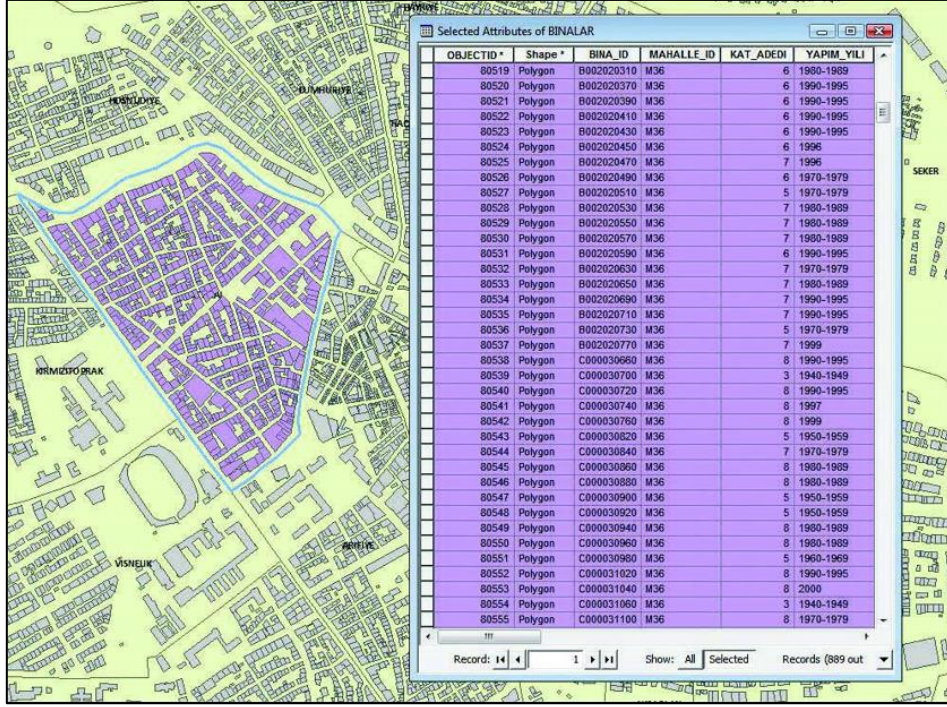 Selected Attributes of BINALAR
OBJECTID * Shape * BINA_ID MAHALLE_ID KAT_ADEDI YAPIM_YILI
80519 Polygon B002020310 M36 6 1980-1989
80520 Polygon B002020370 M36 6 1990-1995
80521 Polygon B002020390 M36 6 1990-1995
80522 Polygon B002020410 M36 6 1990-1995
80523 Polygon B002020430 M36 6 1990-1995
80524 Polygon B002020450 M36 6 1996
80525 Polygon B002020470 M36 7 1996
80526 Polygon B002020490 M36 6 1970-1979
80527 Polygon B002020510 M36 5 1970-1979
80528 Polygon B002020530 M36 7 1980-1989
80529 Polygon B002020550 M36 7 1980-1989
80530 Polygon B002020570 M36 7 1980-1989
80531 Polygon B002020590 M36 6 1990-1995
80532 Polygon B002020630 M36 7 1970-1979
80533 Polygon B002020650 M36 7 1980-1989
80534 Polygon B002020690 M36 7 1990-1995
80535 Polygon B002020710 M36 7 1990-1995
80536 Polygon B002020730 M36 5 1970-1979
80537 Polygon B002020770 M36 7 1999
80538 Polygon C000030660 M36 8 1990-1995
80539 Polygon C000030700 M36 3 1940-1949
80540 Polygon C000030720 M36 8 1990-1995
80541 Polygon C000030740 M36 8 1997
80542 Polygon C000030760 M36 8 1999
80543 Polygon C000030820 M36 5 1950-1959
80544 Polygon C000030840 M36 7 1970-1979
80545 Polygon C000030860 M36 8 1980-1989
80546 Polygon C000030880 M36 8 1980-1989
80547 Polygon C000030900 M36 5 1950-1959
80548 Polygon C000030920 M36 5 1950-1959
80549 Polygon C000030940 M36 8 1980-1989
80550 Polygon C000030960 M36 8 1980-1989
80551 Polygon C000030980 M36 5 1960-1969
80552 Polygon C000031020 M36 8 1990-1995
80553 Polygon C000031040 M36 8 2000
80554 Polygon C000031060 M36 3 1940-1949
80555 Polygon C000031100 M36 8 1970-1979
Record: 1 Show: All Selected Records (889 out
HOSNUDIYE
CUMHURIYE
SEKER
KIRMIZITOPRAK
VISNELIK
ARIFIYE